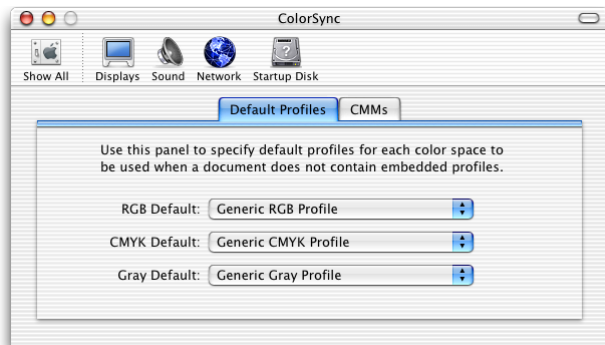 ColorSync
Show All Displays Sound Network Startup Disk
Default Profiles CMMs
Use this panel to specify default profiles for each color space to
be used when a document does not contain embedded profiles.
RGB Default: Generic RGB Profile
CMYK Default: Generic CMYK Profile
Gray Default: Generic Gray Profile